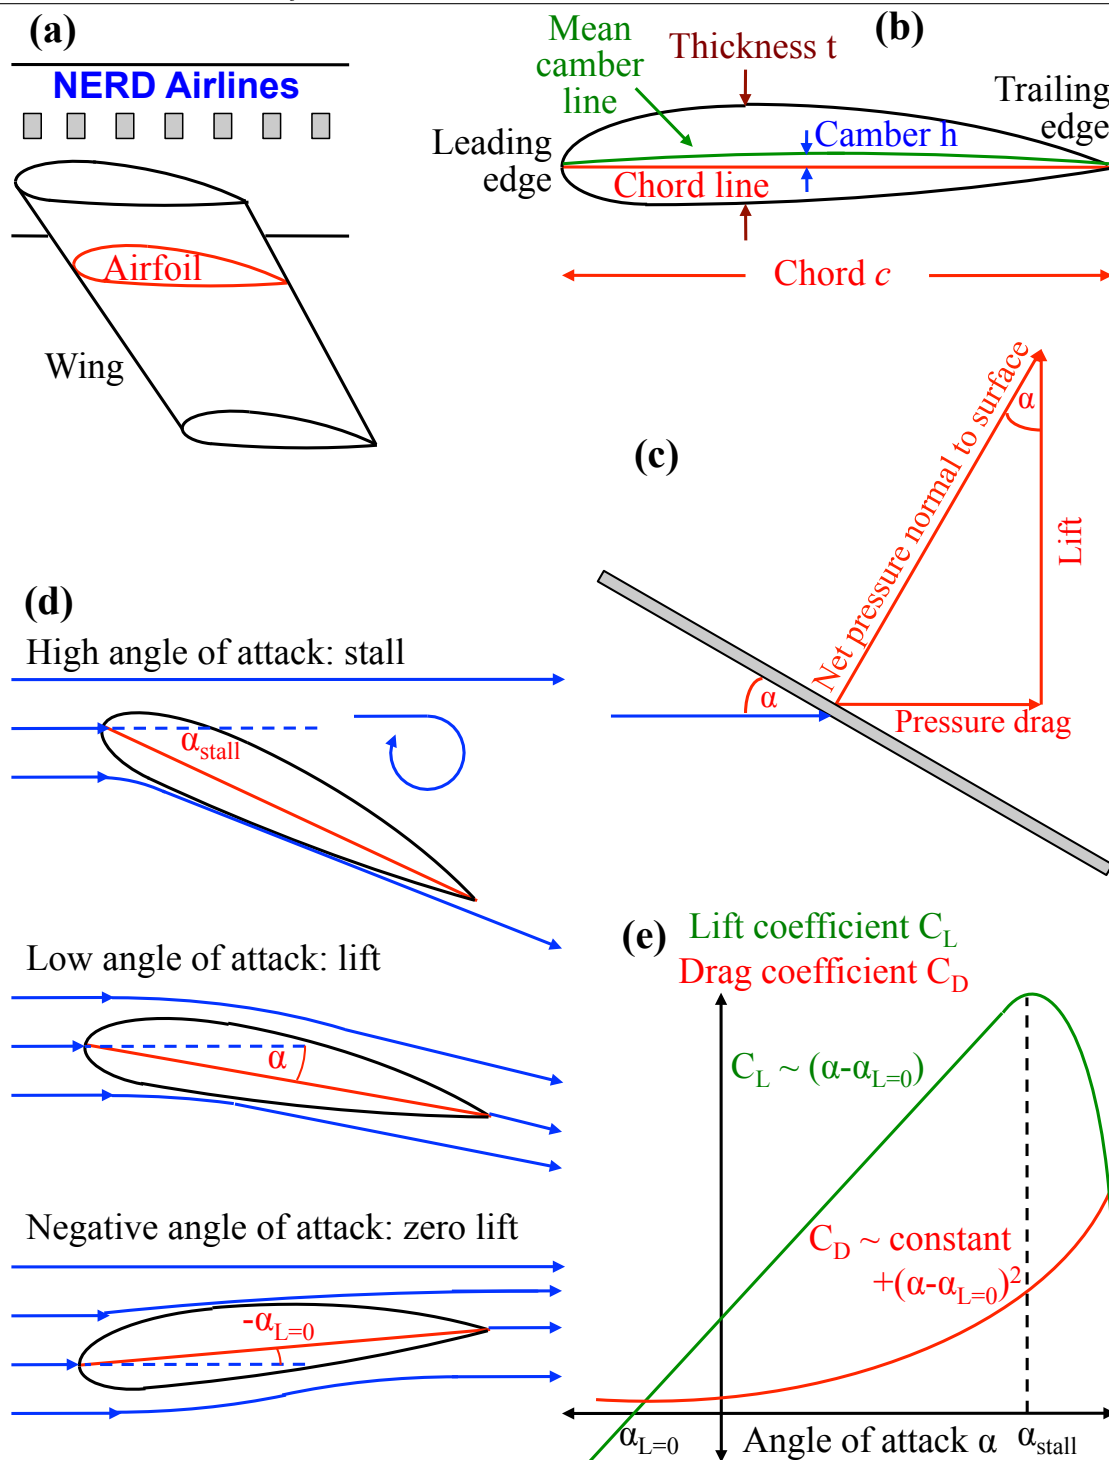 (a)
NERD Airlines
Airfoil
Wing
(b)
Mean
camber
line
Thickness t
Trailing
edge
Leading
edge
Camber h
Chord line
Chord c
(c)
Net pressure normal to surface
α
Lift
α
Pressure drag
(d)
High angle of attack: stall
αstall
Low angle of attack: lift
α
Negative angle of attack: zero lift
-αL=0
(e)
Lift coefficient CL
Drag coefficient CD
CL ~ (α-αL=0)
CD ~ constant
+(α-αL=0)²
αL=0
Angle of attack α
αstall